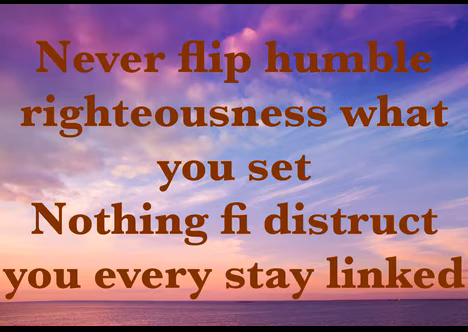 Never flip humble
righteousness what
you set
Nothing fi distruct
you every stay linked